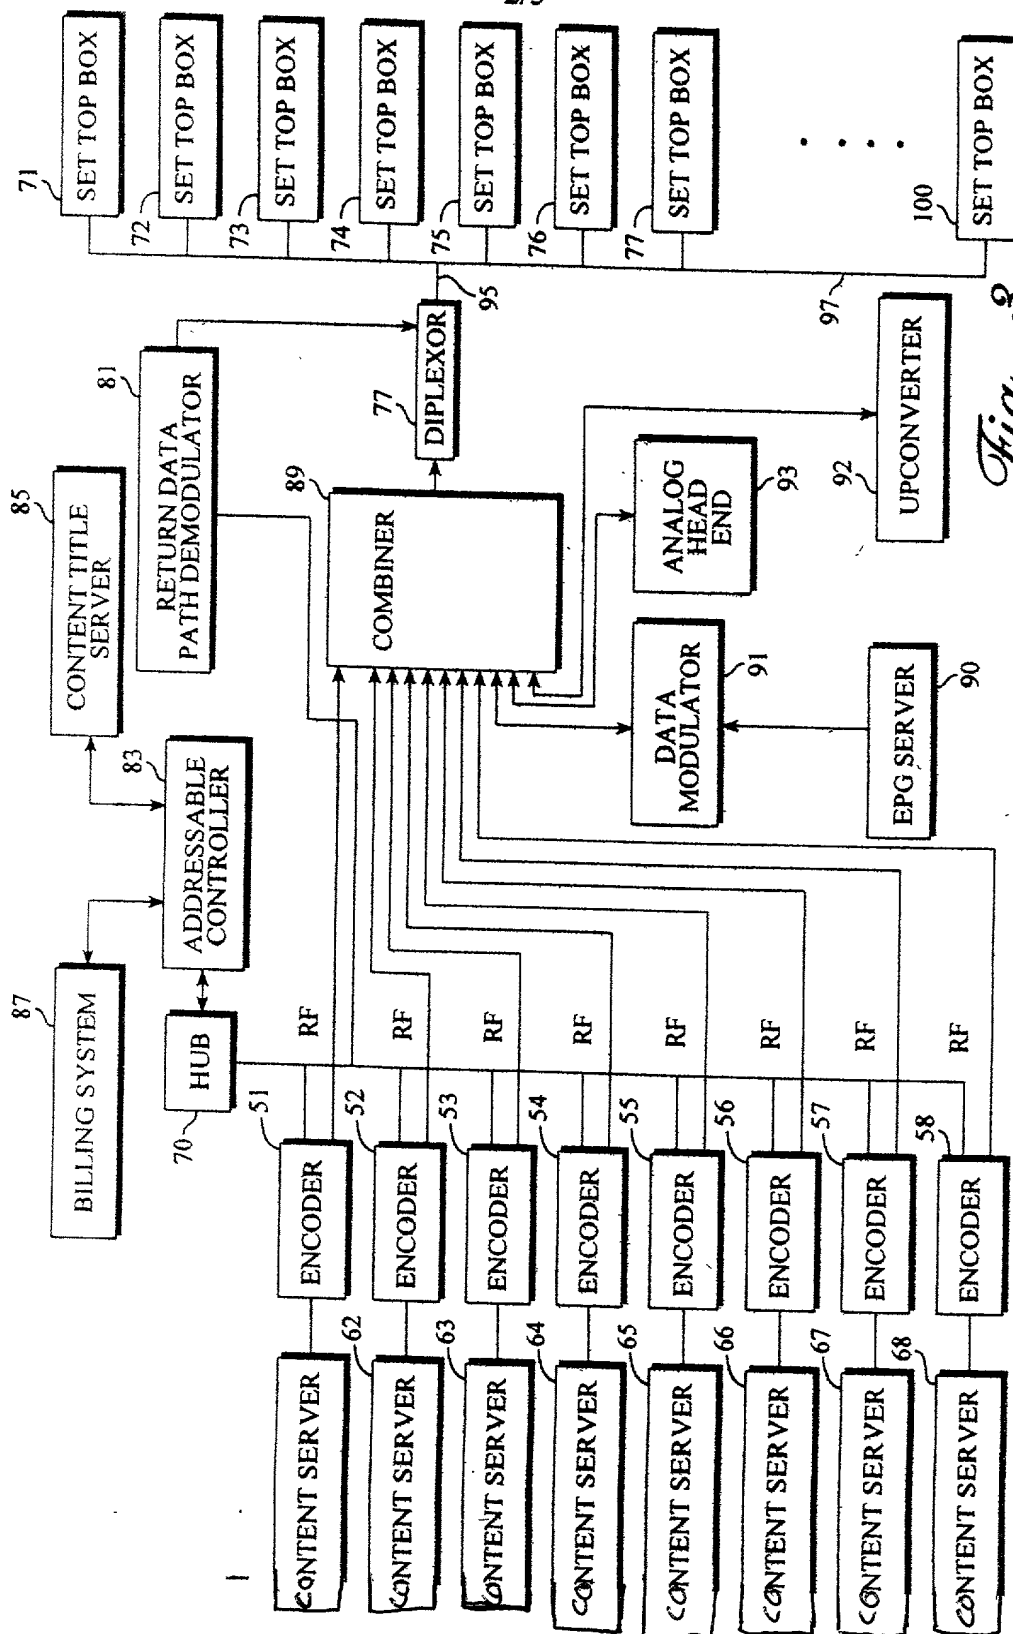 87
BILLING SYSTEM
85
CONTENT TITLE
SERVER
83
ADDRESSABLE
CONTROLLER
81
RETURN DATA
PATH DEMODULATOR
HUB
70
89
COMBINER
77
DIPLEXOR
95
97
CONTENT SERVER
ENCODER
51
RF
CONTENT SERVER
62
ENCODER
52
RF
CONTENT SERVER
63
ENCODER
53
RF
CONTENT SERVER
64
ENCODER
54
RF
CONTENT SERVER
65
ENCODER
55
RF
CONTENT SERVER
66
ENCODER
56
RF
CONTENT SERVER
67
ENCODER
57
RF
CONTENT SERVER
68
ENCODER
58
RF
DATA
MODULATOR
91
EPG SERVER
90
ANALOG
HEAD
END
93
UPCONVERTER
92
71
SET TOP BOX
72
SET TOP BOX
73
SET TOP BOX
74
SET TOP BOX
75
SET TOP BOX
76
SET TOP BOX
77
SET TOP BOX
100
SET TOP BOX
Fig. 3